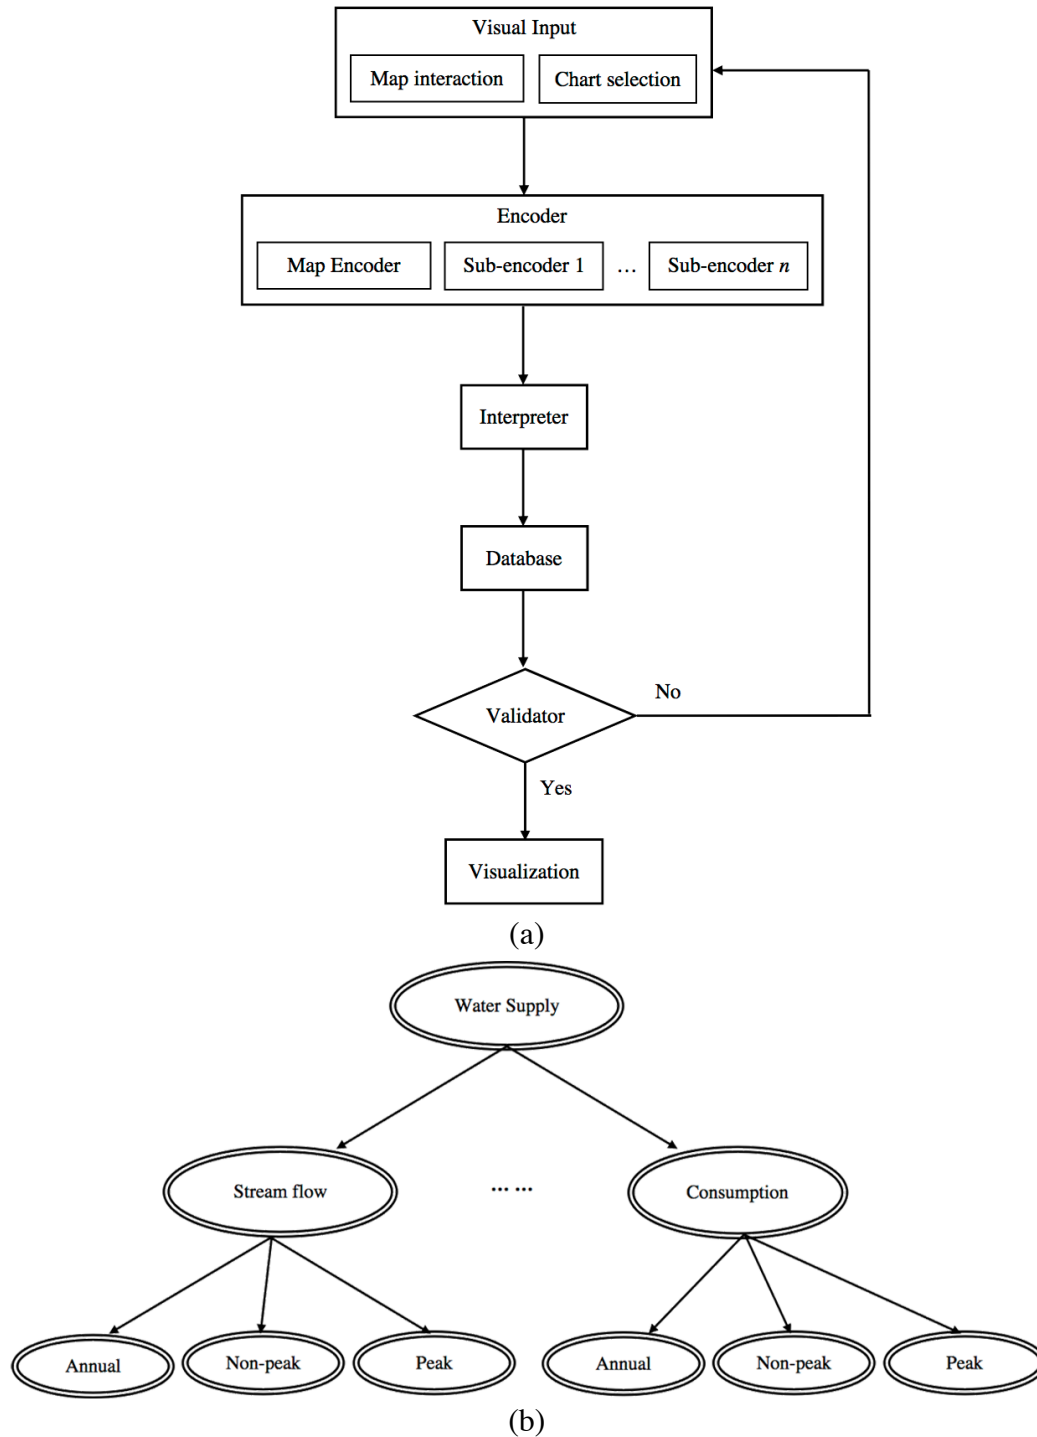 Visual Input
Map interaction
Chart selection
Encoder
Map Encoder
Sub-encoder 1
...
Sub-encoder n
Interpreter
Database
Validator
No
Yes
Visualization
(a)
Water Supply
Stream flow
... ...
Consumption
Annual
Non-peak
Peak
Annual
Non-peak
Peak
(b)